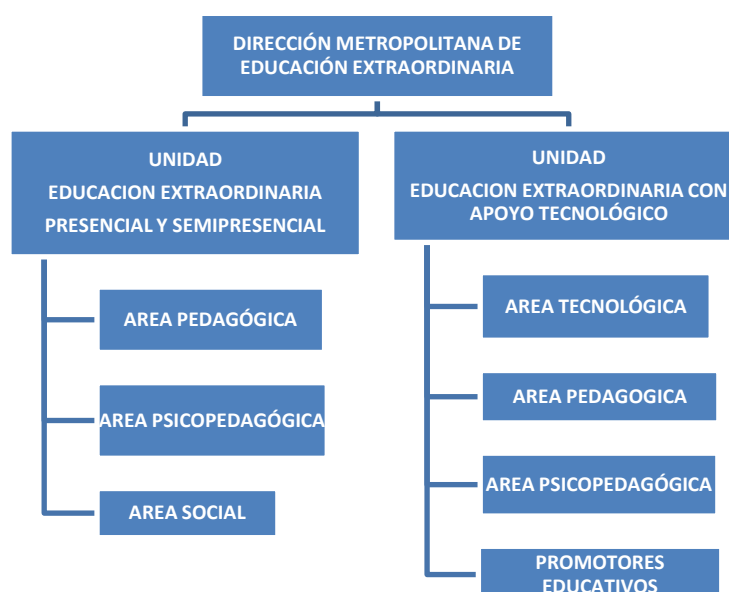 DIRECCIÓN METROPOLITANA DE
EDUCACIÓN EXTRAORDINARIA
UNIDAD
EDUCACION EXTRAORDINARIA
PRESENCIAL Y SEMIPRESENCIAL
AREA PEDAGÓGICA
AREA PSICOPEDAGÓGICA
AREA SOCIAL
UNIDAD
EDUCACION EXTRAORDINARIA CON
APOYO TECNOLÓGICO
AREA TECNOLÓGICA
AREA PEDAGOGICA
AREA PSICOPEDAGÓGICA
PROMOTORES
EDUCATIVOS